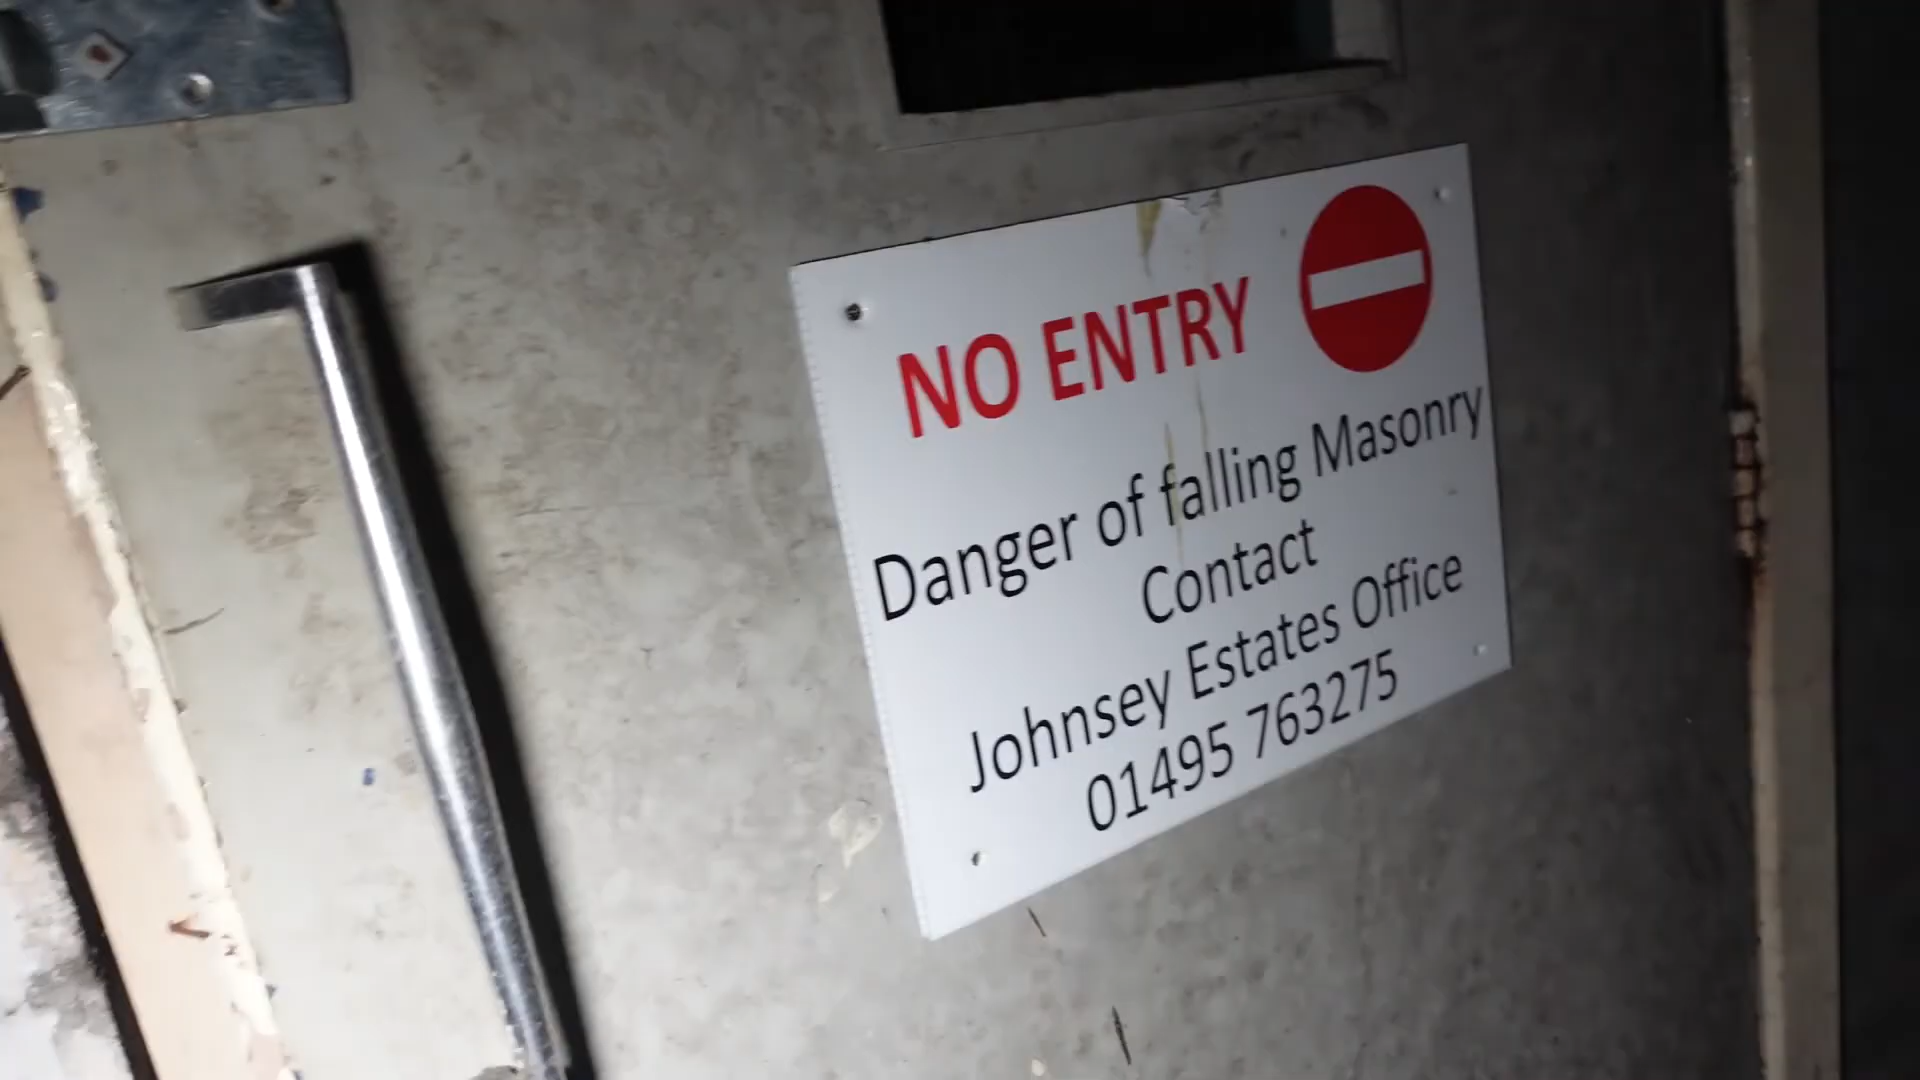 NO ENTRY
Danger of falling Masonry
Contact
Johnsey Estates Office
01495 763275